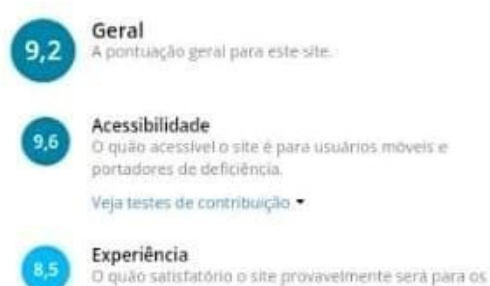 9,2
Geral
A pontuação geral para este site.
9,6
Acessibilidade
O quão acessível o site é para usuários móveis e
portadores de deficiência.
Veja testes de contribuição
8,5
Experiência
O quão satisfatório o site provavelmente será para os